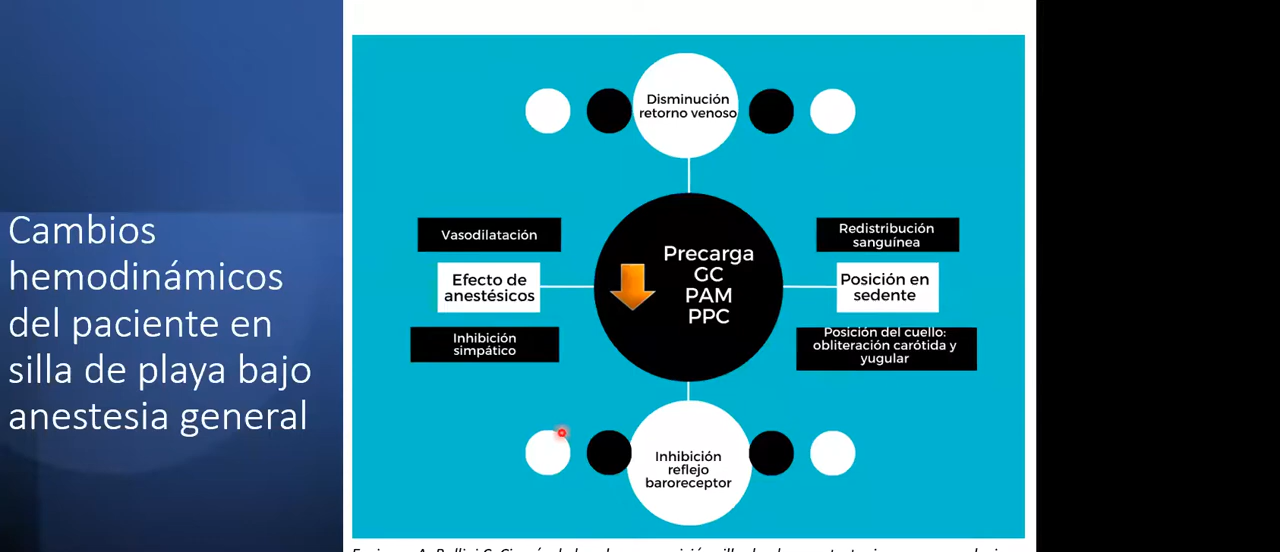 Cambios
hemodinámicos
del paciente en
silla de playa bajo
anestesia general
Disminución
retorno venoso
Vasodilatación
Efecto de
anestésicos
Inhibición
simpático
Precarga
GC
PAM
PPC
Redistribución
sanguínea
Posición en
sedente
Posición del cuello:
obliteración carótida y
yugular
Inhibición
reflejo
baroreceptor